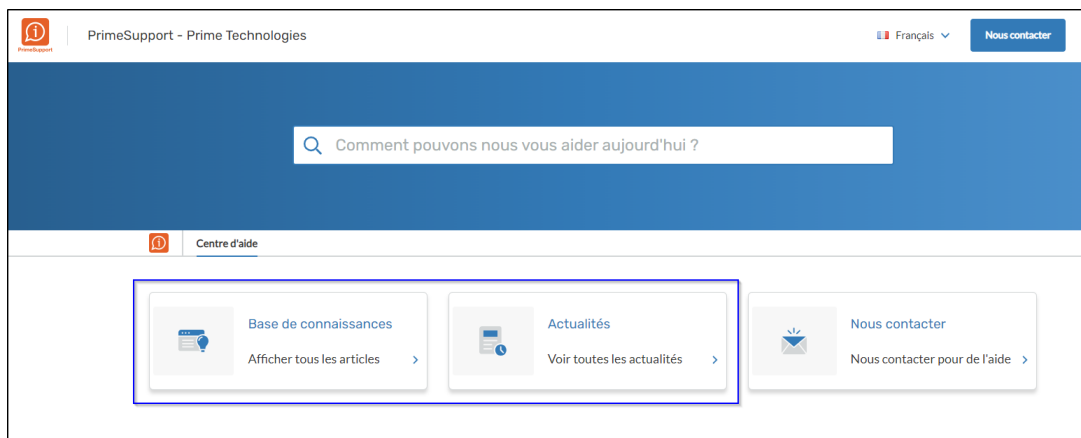 PrimeSupport
PrimeSupport - Prime Technologies
Français
Nous contacter
Comment pouvons nous vous aider aujourd'hui ?
Centre d'aide
Base de connaissances
Afficher tous les articles
Actualités
Voir toutes les actualités
Nous contacter
Nous contacter pour de l'aide